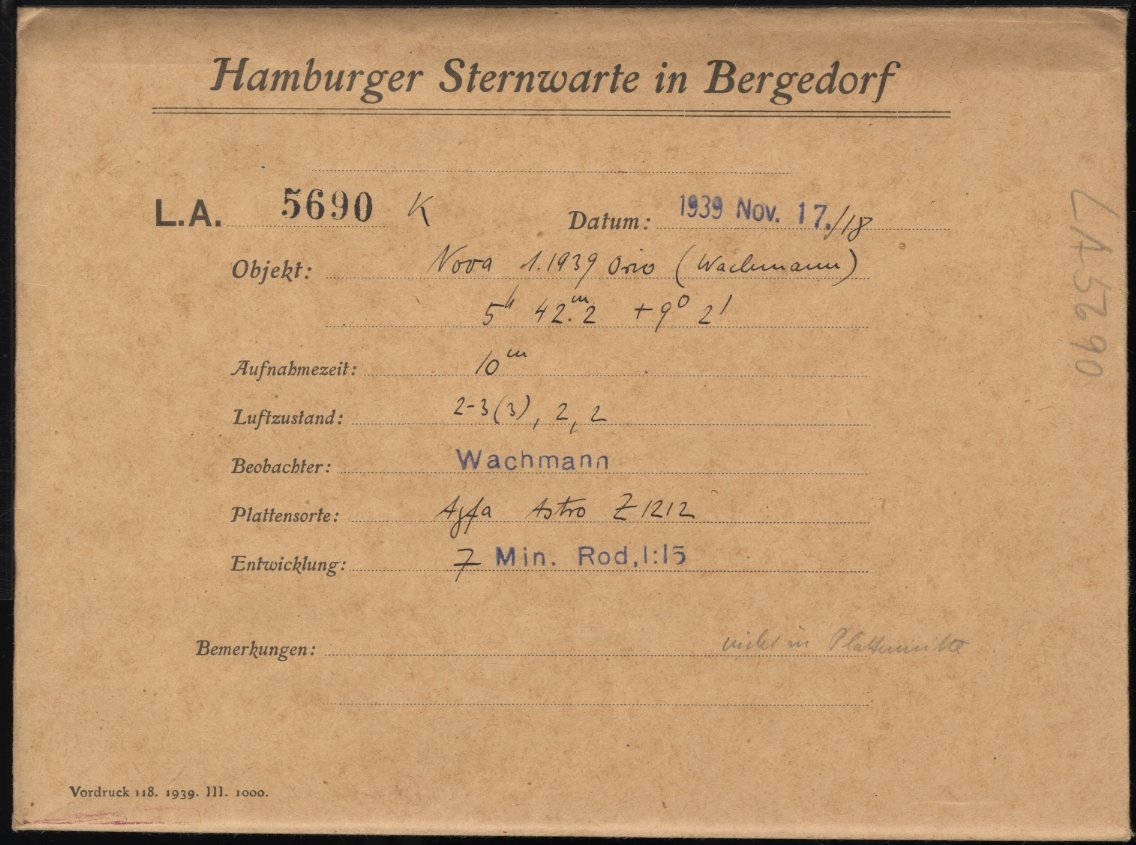 Hamburger Sternwarte in Bergedorf
L.A. 5690 K Datum: 1939 Nov. 17./18
Objekt: Nova 1.1939 Orio (Wachmann)
5h 42.m2 +9° 2'
Aufnahmezeit: 10m
Luftzustand: 2-3(3), 2, 2
Beobachter: Wachmann
Plattensorte: Agfa Astro Z 1212
Entwicklung: 7 Min. Rod, 1:15
Bemerkungen: nicht in Plattenmitte
Vordruck 118. 1939. III. 1000.
LA 5690